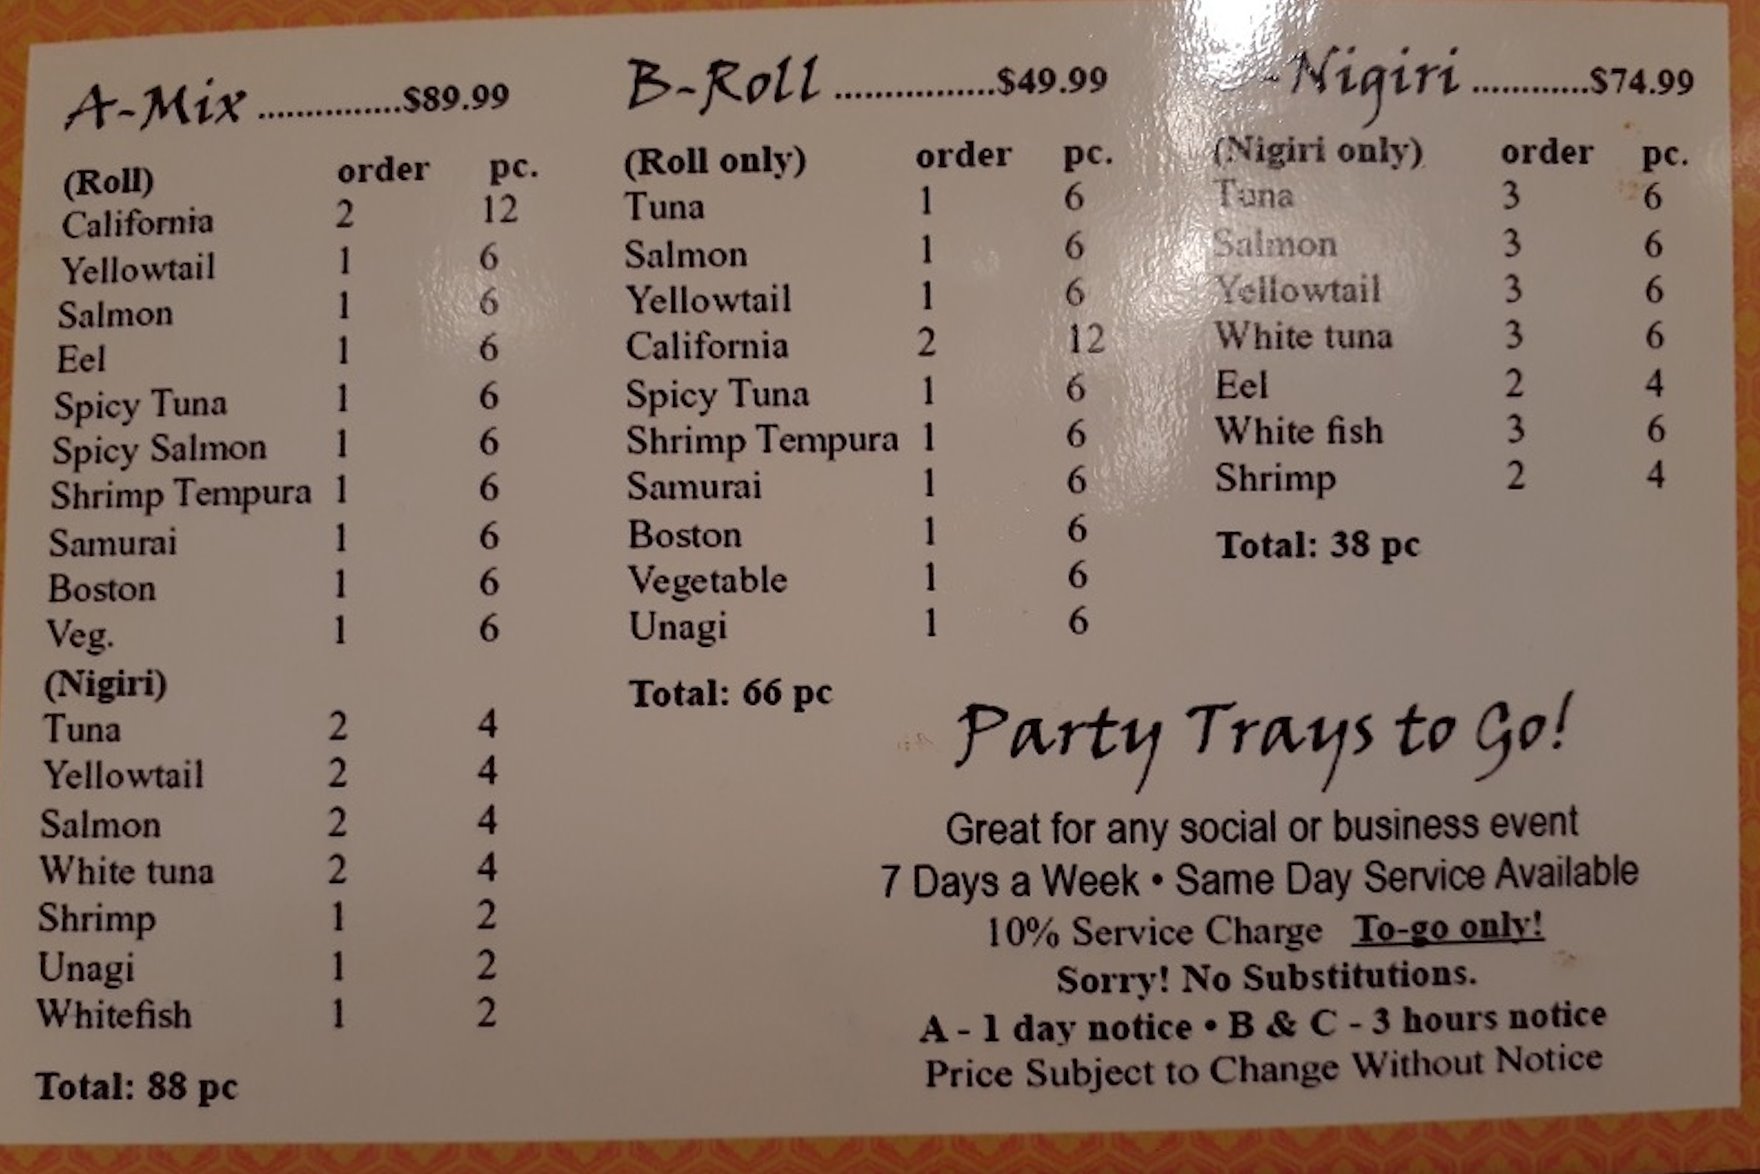 A-Mix ...............$89.99
(Roll) order pc.
California 2 12
Yellowtail 1 6
Salmon 1 6
Eel 1 6
Spicy Tuna 1 6
Spicy Salmon 1 6
Shrimp Tempura 1 6
Samurai 1 6
Boston 1 6
Veg. 1 6
(Nigiri)
Tuna 2 4
Yellowtail 2 4
Salmon 2 4
White tuna 2 4
Shrimp 1 2
Unagi 1 2
Whitefish 1 2
Total: 88 pc
B-Roll ................$49.99
(Roll only) order pc.
Tuna 1 6
Salmon 1 6
Yellowtail 1 6
California 2 12
Spicy Tuna 1 6
Shrimp Tempura 1 6
Samurai 1 6
Boston 1 6
Vegetable 1 6
Unagi 1 6
Total: 66 pc
-Nigiri ............$74.99
(Nigiri only) order pc.
Tuna 3 6
Salmon 3 6
Yellowtail 3 6
White tuna 3 6
Eel 2 4
White fish 3 6
Shrimp 2 4
Total: 38 pc
Party Trays to Go!
Great for any social or business event
7 Days a Week • Same Day Service Available
10% Service Charge To-go only!
Sorry! No Substitutions.
A - 1 day notice • B & C - 3 hours notice
Price Subject to Change Without Notice